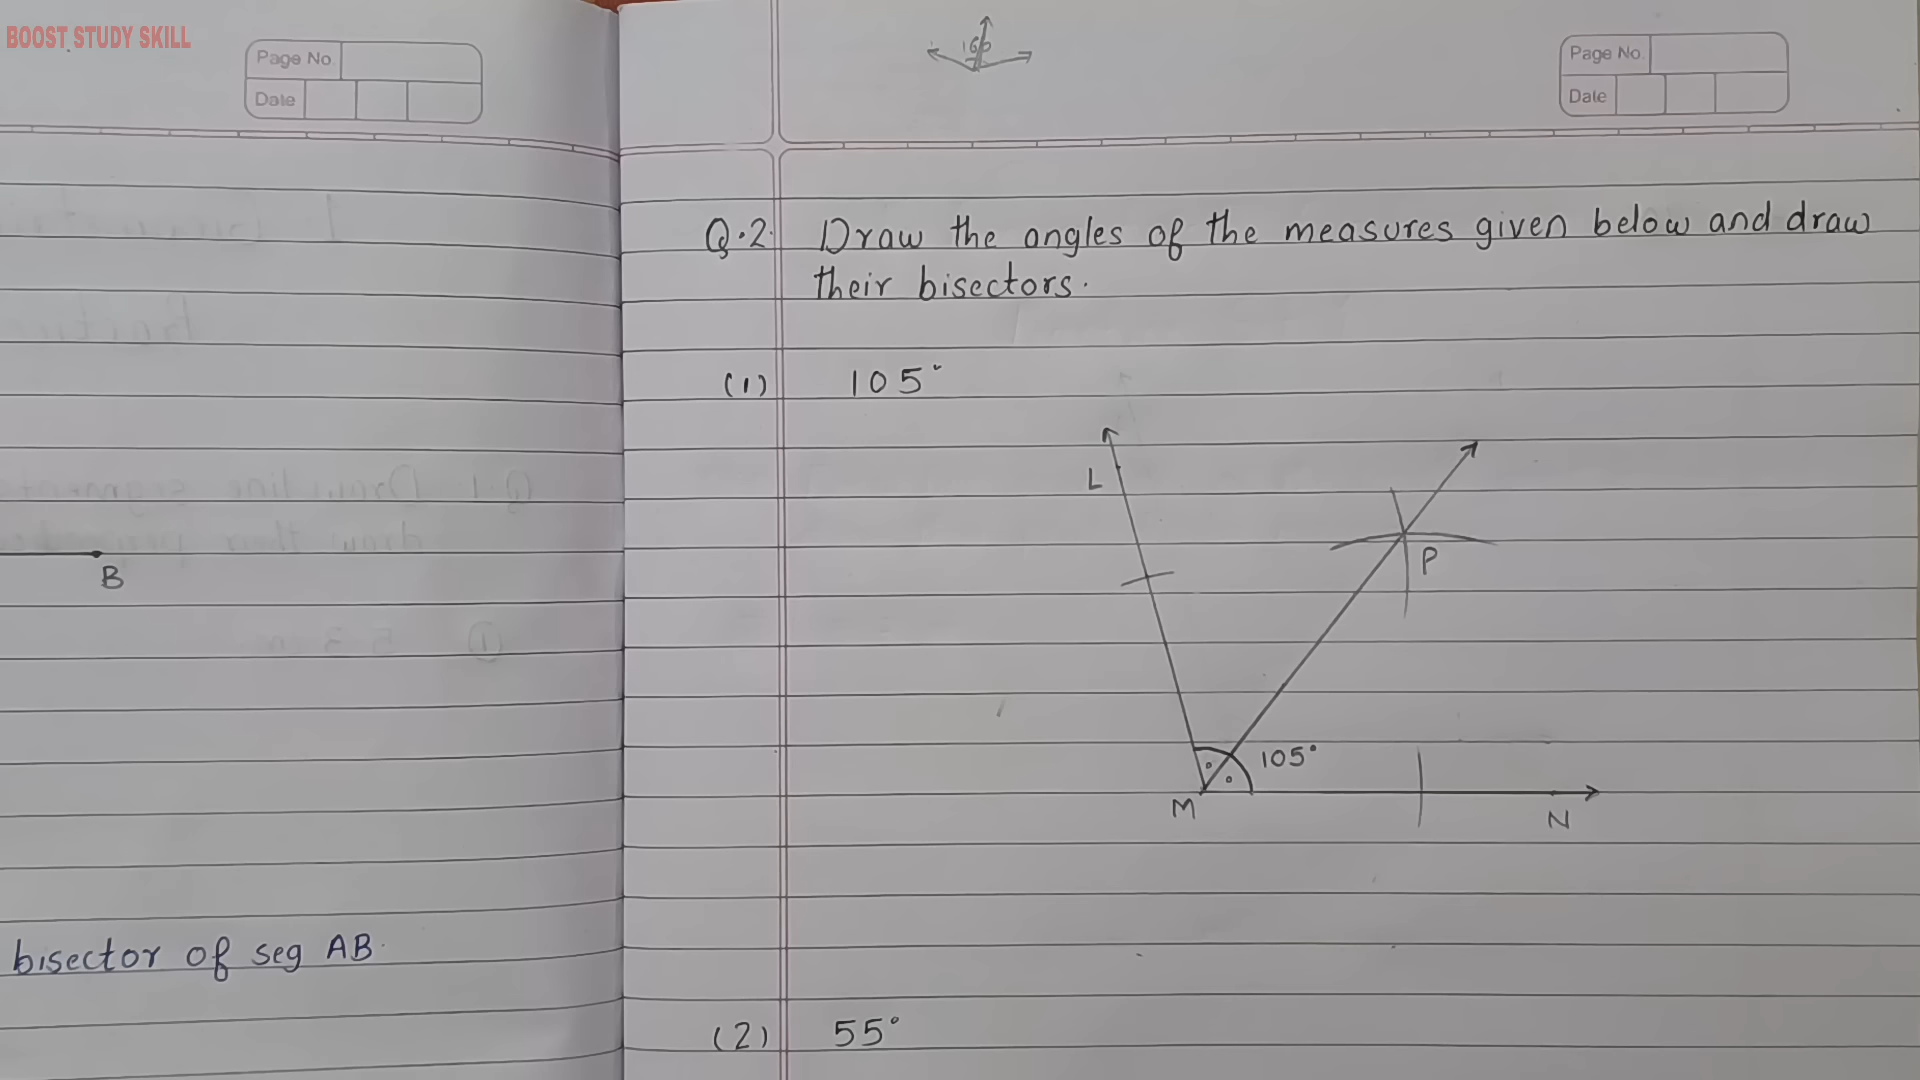 BOOST STUDY SKILL
Page No.
Date
B
bisector of seg AB.
Page No.
Date
Q.2. Draw the angles of the measures given below and draw
their bisectors.
(1) 105°
L
P
105°
M
N
(2) 55°